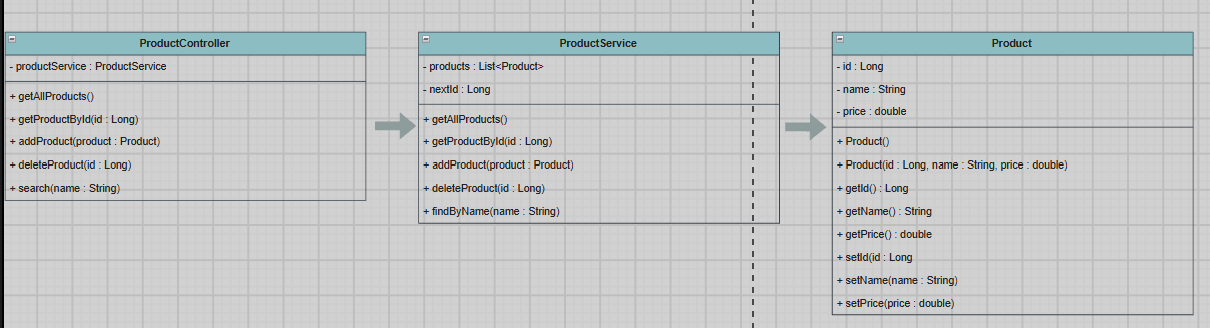 ProductController
- productService : ProductService
+ getAllProducts()
+ getProductById(id : Long)
+ addProduct(product : Product)
+ deleteProduct(id : Long)
+ search(name : String)
ProductService
- products : List<Product>
- nextId : Long
+ getAllProducts()
+ getProductById(id : Long)
+ addProduct(product : Product)
+ deleteProduct(id : Long)
+ findByName(name : String)
Product
- id : Long
- name : String
- price : double
+ Product()
+ Product(id : Long, name : String, price : double)
+ getId() : Long
+ getName() : String
+ getPrice() : double
+ setId(id : Long
+ setName(name : String)
+ setPrice(price : double)